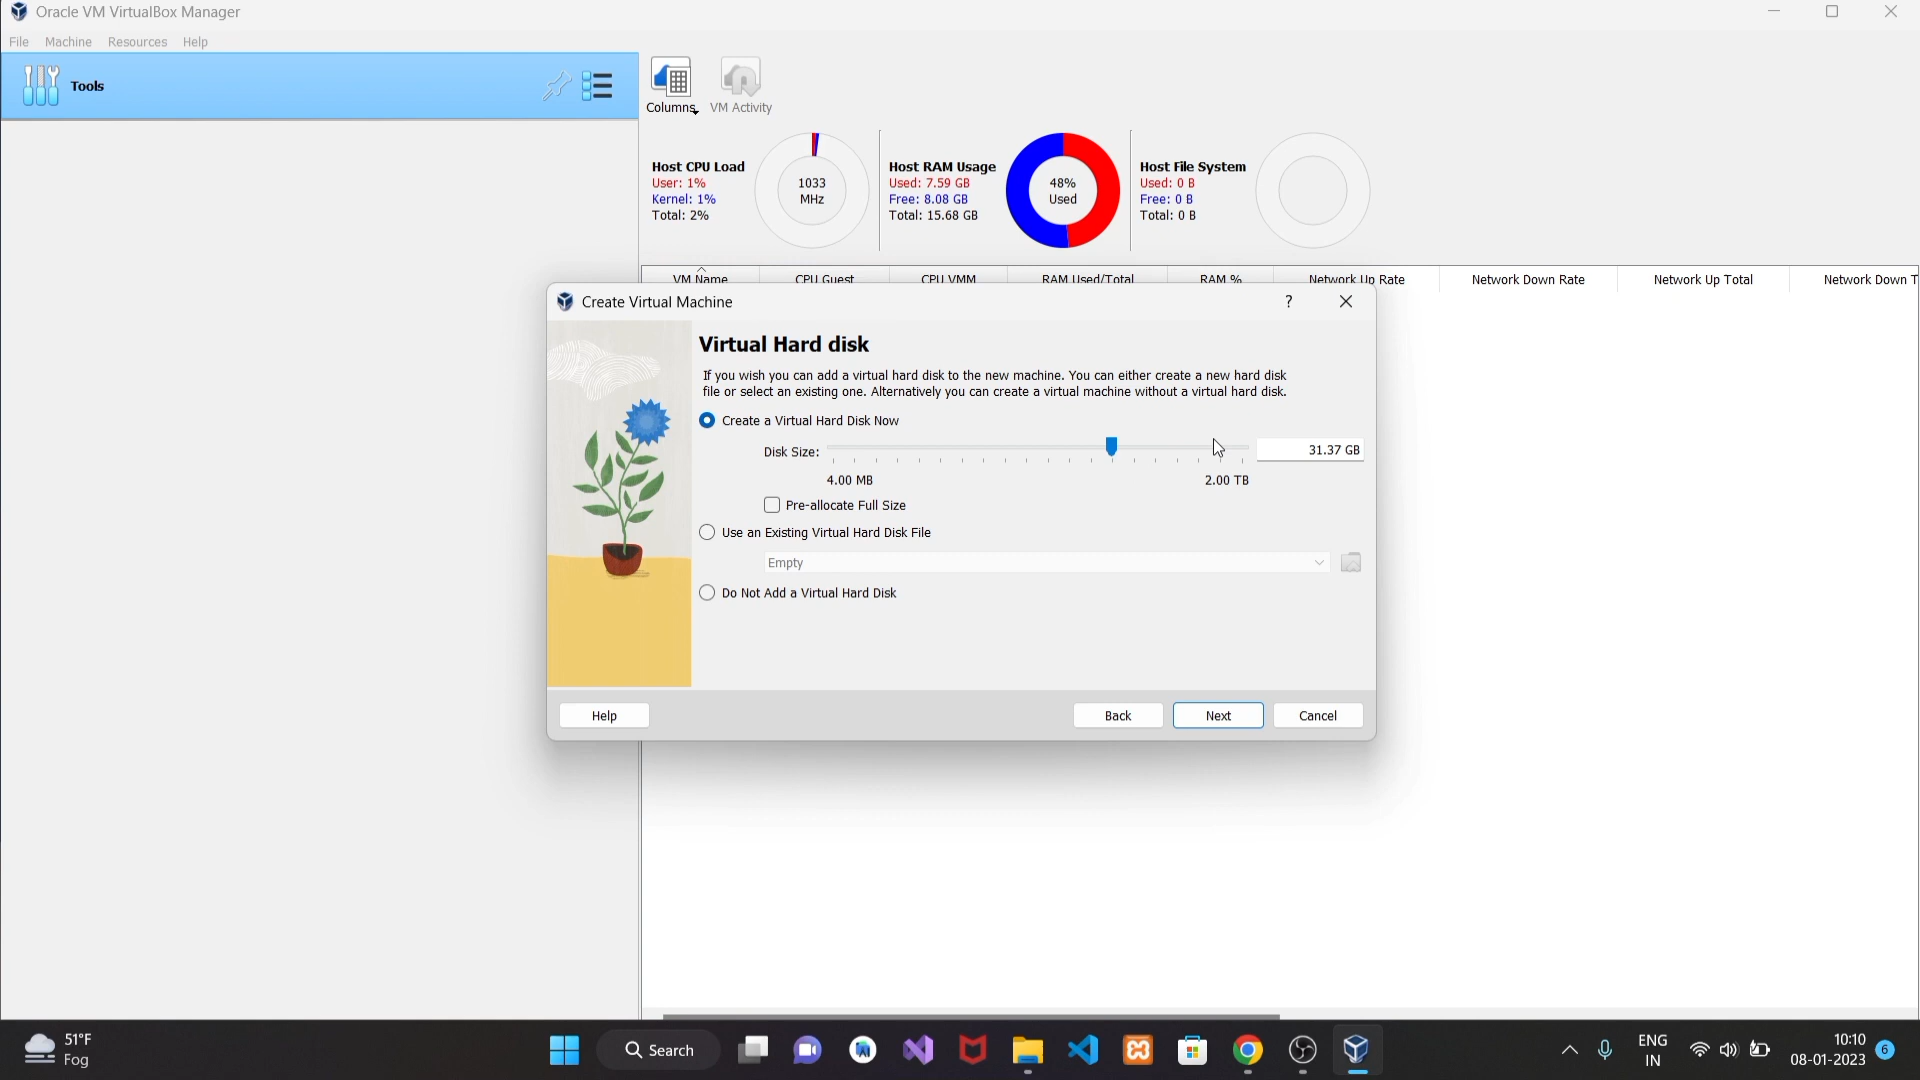 Oracle VM VirtualBox Manager
File Machine Resources Help
Tools
Columns VM Activity
Host CPU Load
User: 1%
Kernel: 1%
Total: 2%
1033
MHz
Host RAM Usage
Used: 7.59 GB
Free: 8.08 GB
Total: 15.68 GB
48%
Used
Host File System
Used: 0 B
Free: 0 B
Total: 0 B
VM Name CPU Guest CPU VMM RAM Used/Total RAM % Network Up Rate Network Down Rate Network Up Total Network Down T
Create Virtual Machine
?
Virtual Hard disk
If you wish you can add a virtual hard disk to the new machine. You can either create a new hard disk
file or select an existing one. Alternatively you can create a virtual machine without a virtual hard disk.
Create a Virtual Hard Disk Now
Disk Size: 31.37 GB
4.00 MB 2.00 TB
Pre-allocate Full Size
Use an Existing Virtual Hard Disk File
Empty
Do Not Add a Virtual Hard Disk
Help Back Next Cancel
51°F
Fog
Search
ENG
IN
10:10
08-01-2023
6